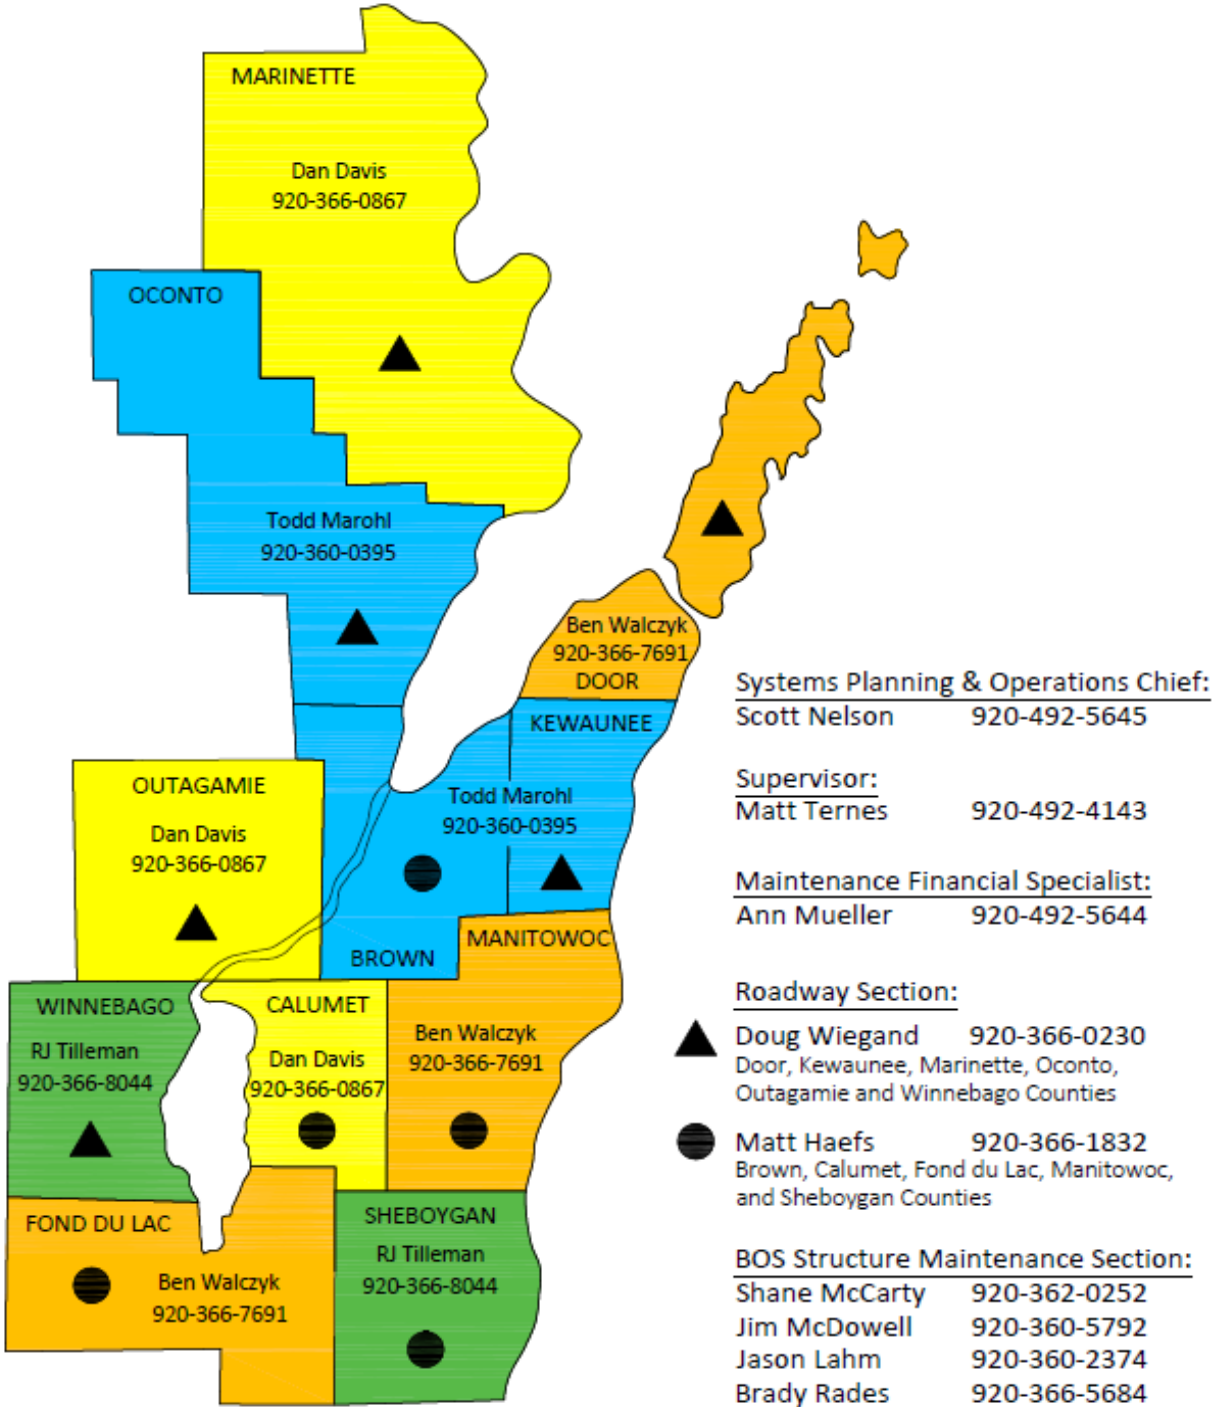 MARINETTE
Dan Davis
920-366-0867
OCONTO
Todd Marohl
920-360-0395
Ben Walczyk
920-366-7691
DOOR
KEWAUNEE
Todd Marohl
920-360-0395
BROWN
OUTAGAMIE
Dan Davis
920-366-0867
MANITOWOC
Ben Walczyk
920-366-7691
WINNEBAGO
RJ Tilleman
920-366-8044
CALUMET
Dan Davis
920-366-0867
FOND DU LAC
Ben Walczyk
920-366-7691
SHEBOYGAN
RJ Tilleman
920-366-8044
Systems Planning & Operations Chief:
Scott Nelson 920-492-5645
Supervisor:
Matt Ternes 920-492-4143
Maintenance Financial Specialist:
Ann Mueller 920-492-5644
Roadway Section:
Doug Wiegand 920-366-0230
Door, Kewaunee, Marinette, Oconto,
Outagamie and Winnebago Counties
Matt Haefs 920-366-1832
Brown, Calumet, Fond du Lac, Manitowoc,
and Sheboygan Counties
BOS Structure Maintenance Section:
Shane McCarty 920-362-0252
Jim McDowell 920-360-5792
Jason Lahm 920-360-2374
Brady Rades 920-366-5684